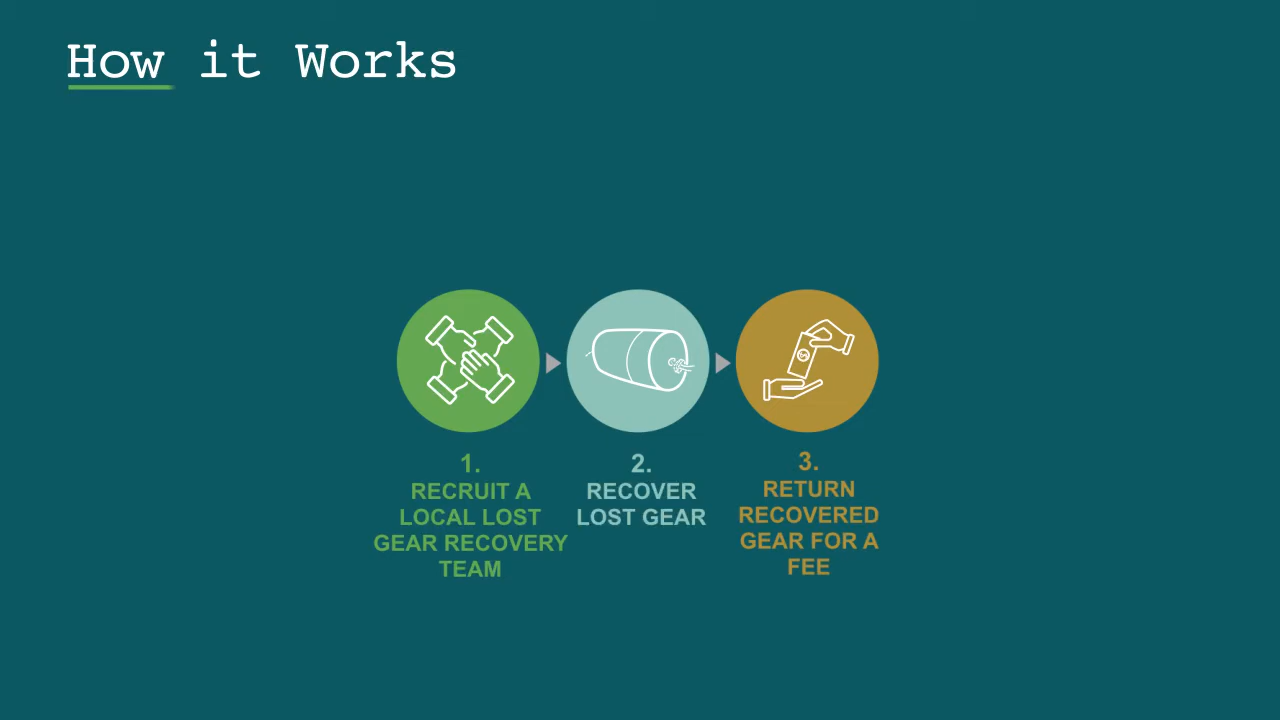 How it Works
1.
RECRUIT A
LOCAL LOST
GEAR RECOVERY
TEAM
2.
RECOVER
LOST GEAR
3.
RETURN
RECOVERED
GEAR FOR A
FEE